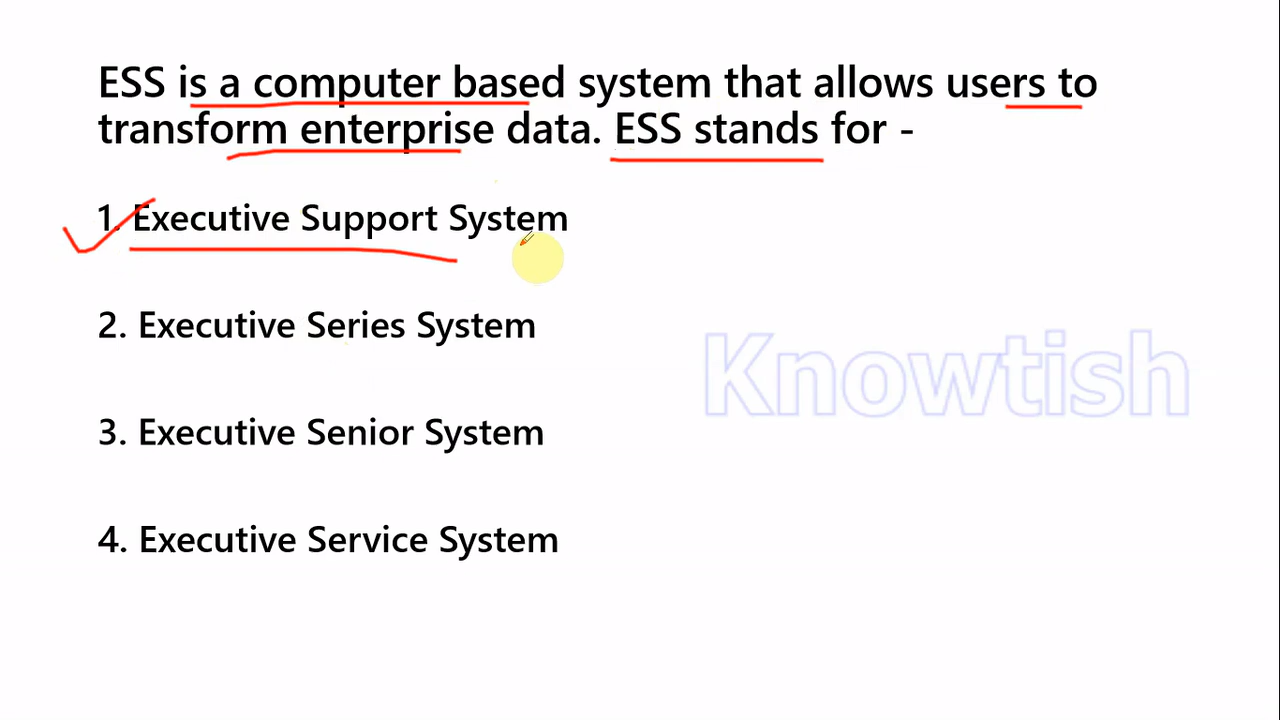 ESS is a computer based system that allows users to
transform enterprise data. ESS stands for -
1. Executive Support System
2. Executive Series System
Knowtish
3. Executive Senior System
4. Executive Service System